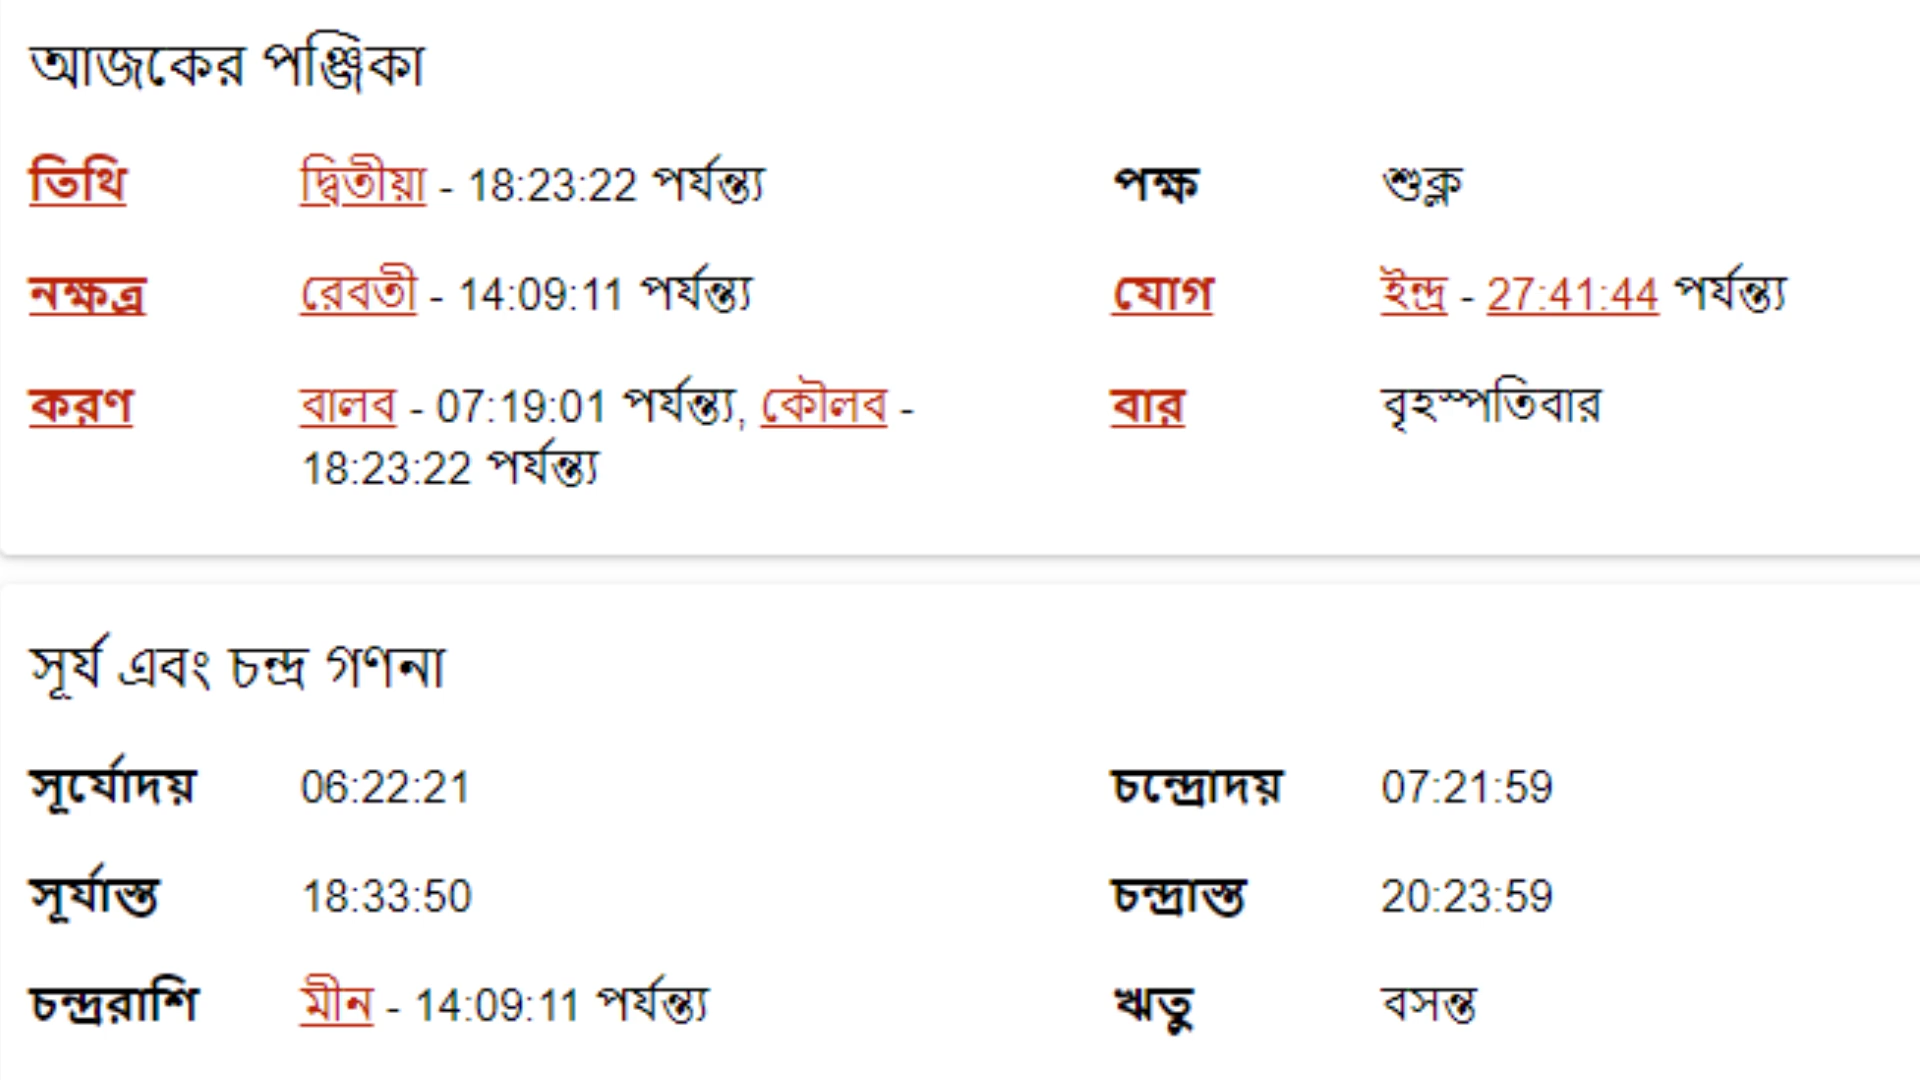 আজকের পঞ্জিকা
তিথি দ্বিতীয়া - 18:23:22 পর্যন্ত্য পক্ষ শুক্ল
নক্ষত্র রেবতী - 14:09:11 পর্যন্ত্য যোগ ইন্দ্র - 27:41:44 পর্যন্ত্য
করণ বালব - 07:19:01 পর্যন্ত্য, কৌলব - বার বৃহস্পতিবার
18:23:22 পর্যন্ত্য
সূর্য এবং চন্দ্র গণনা
সূর্যোদয় 06:22:21 চন্দ্রোদয় 07:21:59
সূর্যাস্ত 18:33:50 চন্দ্রাস্ত 20:23:59
চন্দ্ররাশি মীন - 14:09:11 পর্যন্ত্য ঋতু বসন্ত